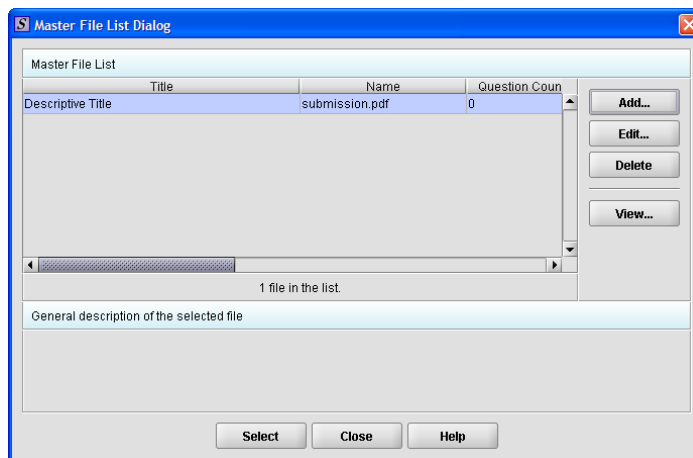 S Master File List Dialog
Master File List
Title Name Question Coun
Descriptive Title submission.pdf 0
Add...
Edit...
Delete
View...
1 file in the list.
General description of the selected file
Select Close Help